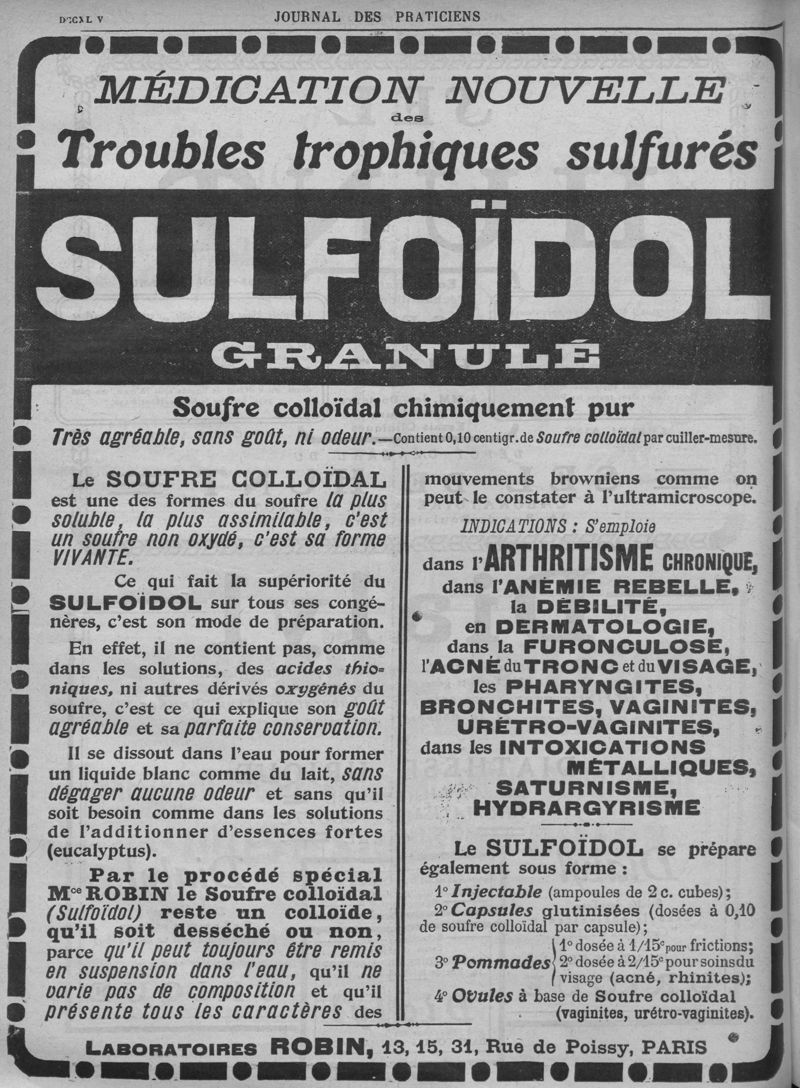 JOURNAL DES PRATICIENS
MÉDICATION NOUVELLE
des
Troubles trophiques sulfurés
SULFOÏDOL
GRANULÉ
Soufre colloïdal chimiquement pur
Très agréable, sans goût, ni odeur.—Contient 0,10 centigr. de Soufre colloïdal par cuiller-mesure.
Le SOUFRE COLLOÏDAL
est une des formes du soufre la plus
soluble, la plus assimilable, c'est
un soufre non oxydé, c'est sa forme
VIVANTE.
Ce qui fait la supériorité du
SULFOÏDOL sur tous ses congé-
nères, c'est son mode de préparation.
En effet, il ne contient pas, comme
dans les solutions, des acides thio-
niques, ni autres dérivés oxygénés du
soufre, c'est ce qui explique son goût
agréable et sa parfaite conservation.
Il se dissout dans l'eau pour former
un liquide blanc comme du lait, sans
dégager aucune odeur et sans qu'il
soit besoin comme dans les solutions
de l'additionner d'essences fortes
(eucalyptus).
Par le procédé spécial
Mce ROBIN le Soufre colloïdal
(Sulfoïdol) reste un colloïde,
qu'il soit desséché ou non,
parce qu'il peut toujours être remis
en suspension dans l'eau, qu'il ne
varie pas de composition et qu'il
présente tous les caractères des
mouvements browniens comme on
peut le constater à l'ultramicroscope.
INDICATIONS : S'emploie
dans l'ARTHRITISME CHRONIQUE,
dans l'ANÉMIE REBELLE,
la DÉBILITÉ,
en DERMATOLOGIE,
dans la FURONCULOSE,
l'ACNÉ du TRONC et du VISAGE,
les PHARYNGITES,
BRONCHITES, VAGINITES,
URÉTRO-VAGINITES,
dans les INTOXICATIONS
MÉTALLIQUES,
SATURNISME,
HYDRARGYRISME
Le SULFOÏDOL se prépare
également sous forme :
1° Injectable (ampoules de 2 c. cubes);
2° Capsules glutinisées (dosées à 0,10
de soufre colloïdal par capsule);
3° Pommades { 1° dosée à 1/15e pour frictions;
2° dosée à 2/15e pour soins du
visage (acné, rhinites);
4° Ovules à base de Soufre colloïdal
(vaginites, urétro-vaginites).
LABORATOIRES ROBIN, 13, 15, 31, Rue de Poissy, PARIS